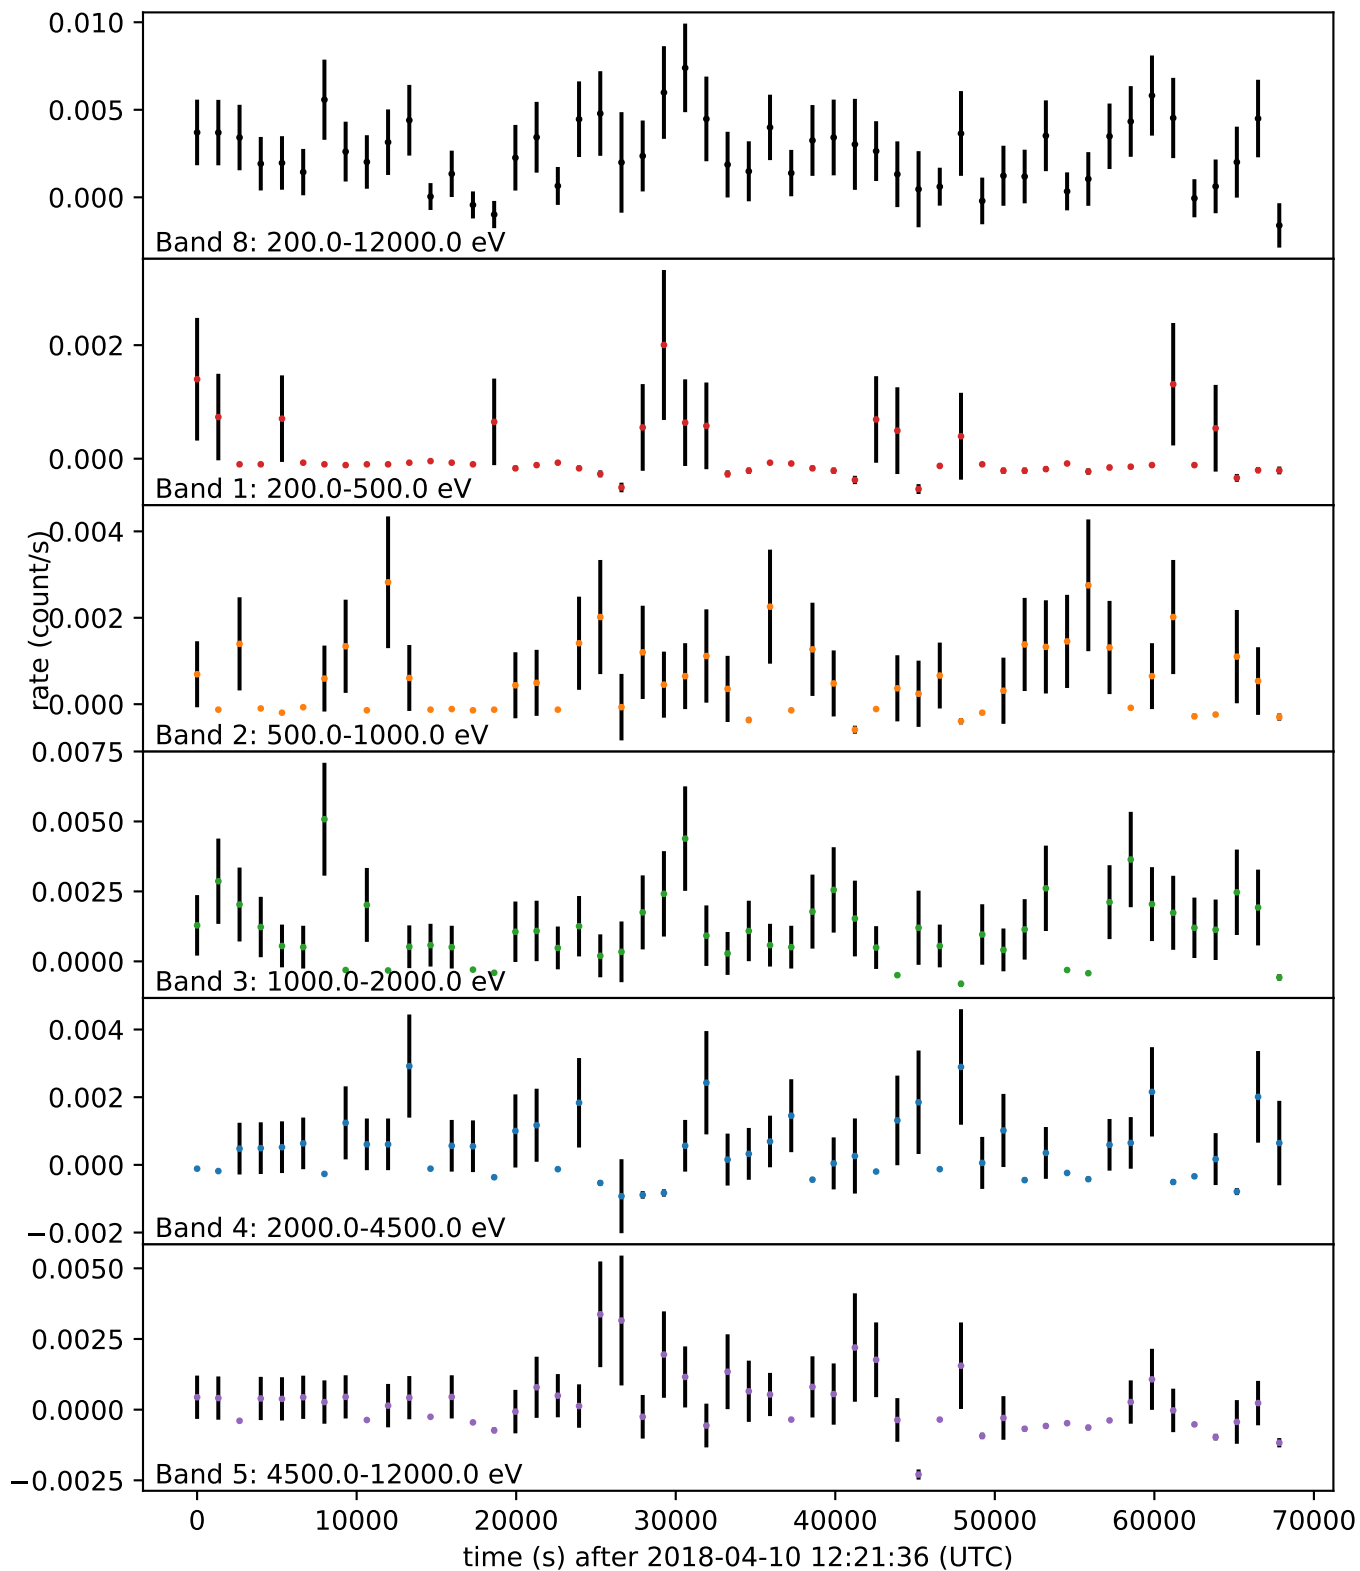 0.010
0.005
0.000
Band 8: 200.0-12000.0 eV
0.002
0.000
Band 1: 200.0-500.0 eV
rate (count/s)
0.004
0.002
0.000
Band 2: 500.0-1000.0 eV
0.0075
0.0050
0.0025
0.0000
Band 3: 1000.0-2000.0 eV
0.004
0.002
0.000
−0.002
Band 4: 2000.0-4500.0 eV
0.0050
0.0025
0.0000
−0.0025
Band 5: 4500.0-12000.0 eV
0 10000 20000 30000 40000 50000 60000 70000
time (s) after 2018-04-10 12:21:36 (UTC)